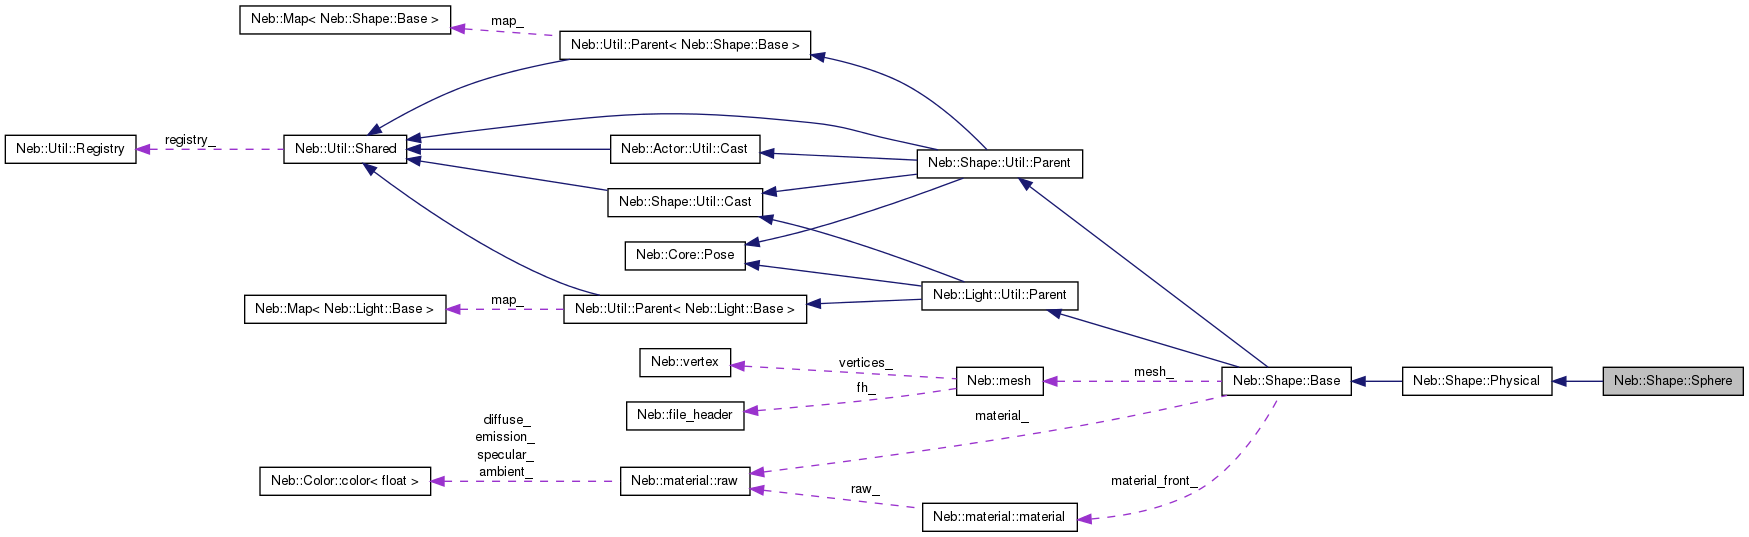 Neb::Map< Neb::Shape::Base >
map_
Neb::Util::Parent< Neb::Shape::Base >
Neb::Util::Registry
registry_
Neb::Util::Shared
Neb::Actor::Util::Cast
Neb::Shape::Util::Parent
Neb::Shape::Util::Cast
Neb::Core::Pose
Neb::Map< Neb::Light::Base >
map_
Neb::Util::Parent< Neb::Light::Base >
Neb::Light::Util::Parent
Neb::vertex
vertices_
fh_
Neb::mesh
mesh_
Neb::Shape::Base
Neb::Shape::Physical
Neb::Shape::Sphere
Neb::file_header
material_
diffuse_
emission_
specular_
ambient_
Neb::Color::color< float >
Neb::material::raw
raw_
material_front_
Neb::material::material